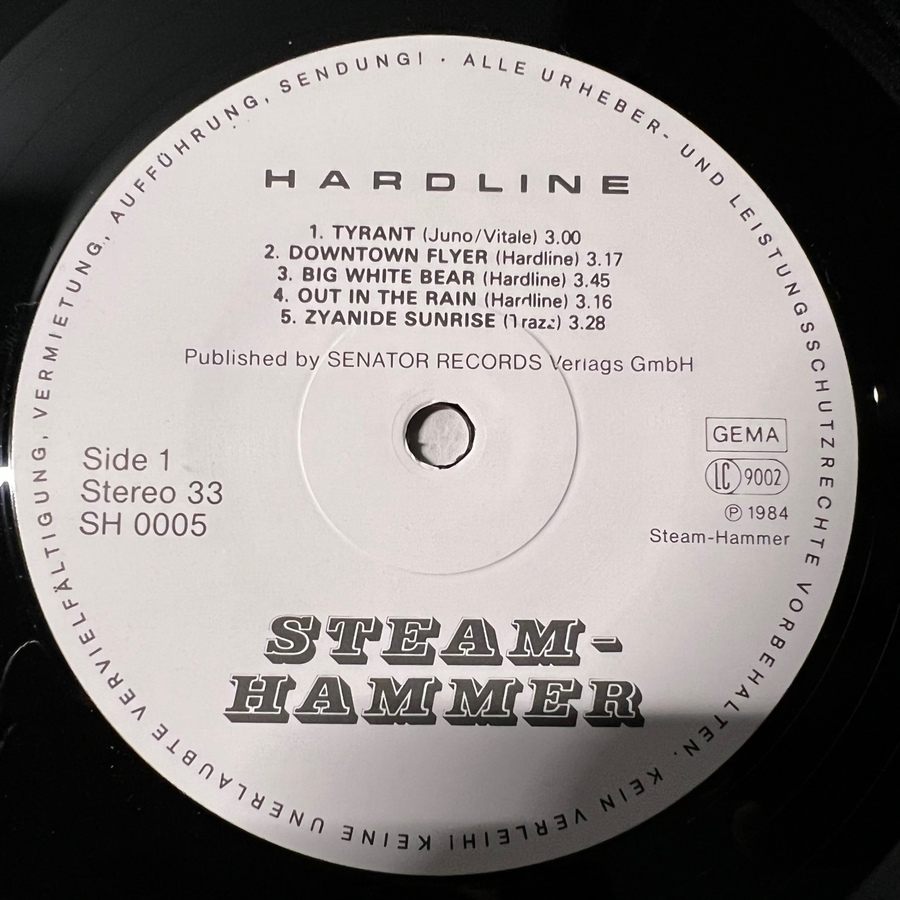 ALLE URHEBER- UND LEISTUNGSSCHUTZRECHTE VORBEHALTEN. KEIN VERLEIH! KEINE UNERLAUBTE VERVIELFÄLTIGUNG, VERMIETUNG, AUFFÜHRUNG, SENDUNG! ·
HARDLINE
1. TYRANT (Juno/Vitale) 3.00
2. DOWNTOWN FLYER (Hardline) 3.17
3. BIG WHITE BEAR (Hardline) 3.45
4. OUT IN THE RAIN (Hardline) 3.16
5. ZYANIDE SUNRISE 3.28
Published by SENATOR RECORDS Verlags GmbH
Side 1
Stereo 33
SH 0005
GEMA
LC 9002
℗ 1984
Steam-Hammer
STEAM-
HAMMER